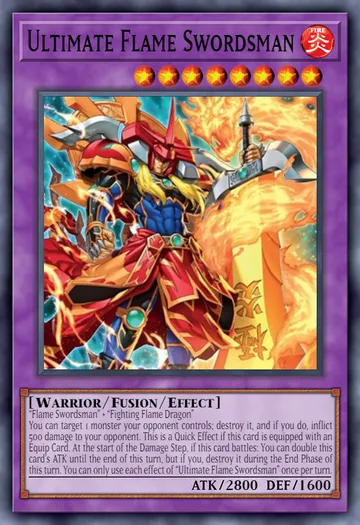 ULTIMATE FLAME SWORDSMAN
FIRE
炎
極炎
[WARRIOR/FUSION/EFFECT]
"Flame Swordsman" + "Fighting Flame Dragon"
You can target 1 monster your opponent controls; destroy it, and if you do, inflict
500 damage to your opponent. This is a Quick Effect if this card is equipped with an
Equip Card. At the start of the Damage Step, if this card battles: You can double this
card's ATK until the end of this turn, but if you, destroy it during the End Phase of
this turn. You can only use each effect of "Ultimate Flame Swordsman" once per turn.
ATK/2800 DEF/1600